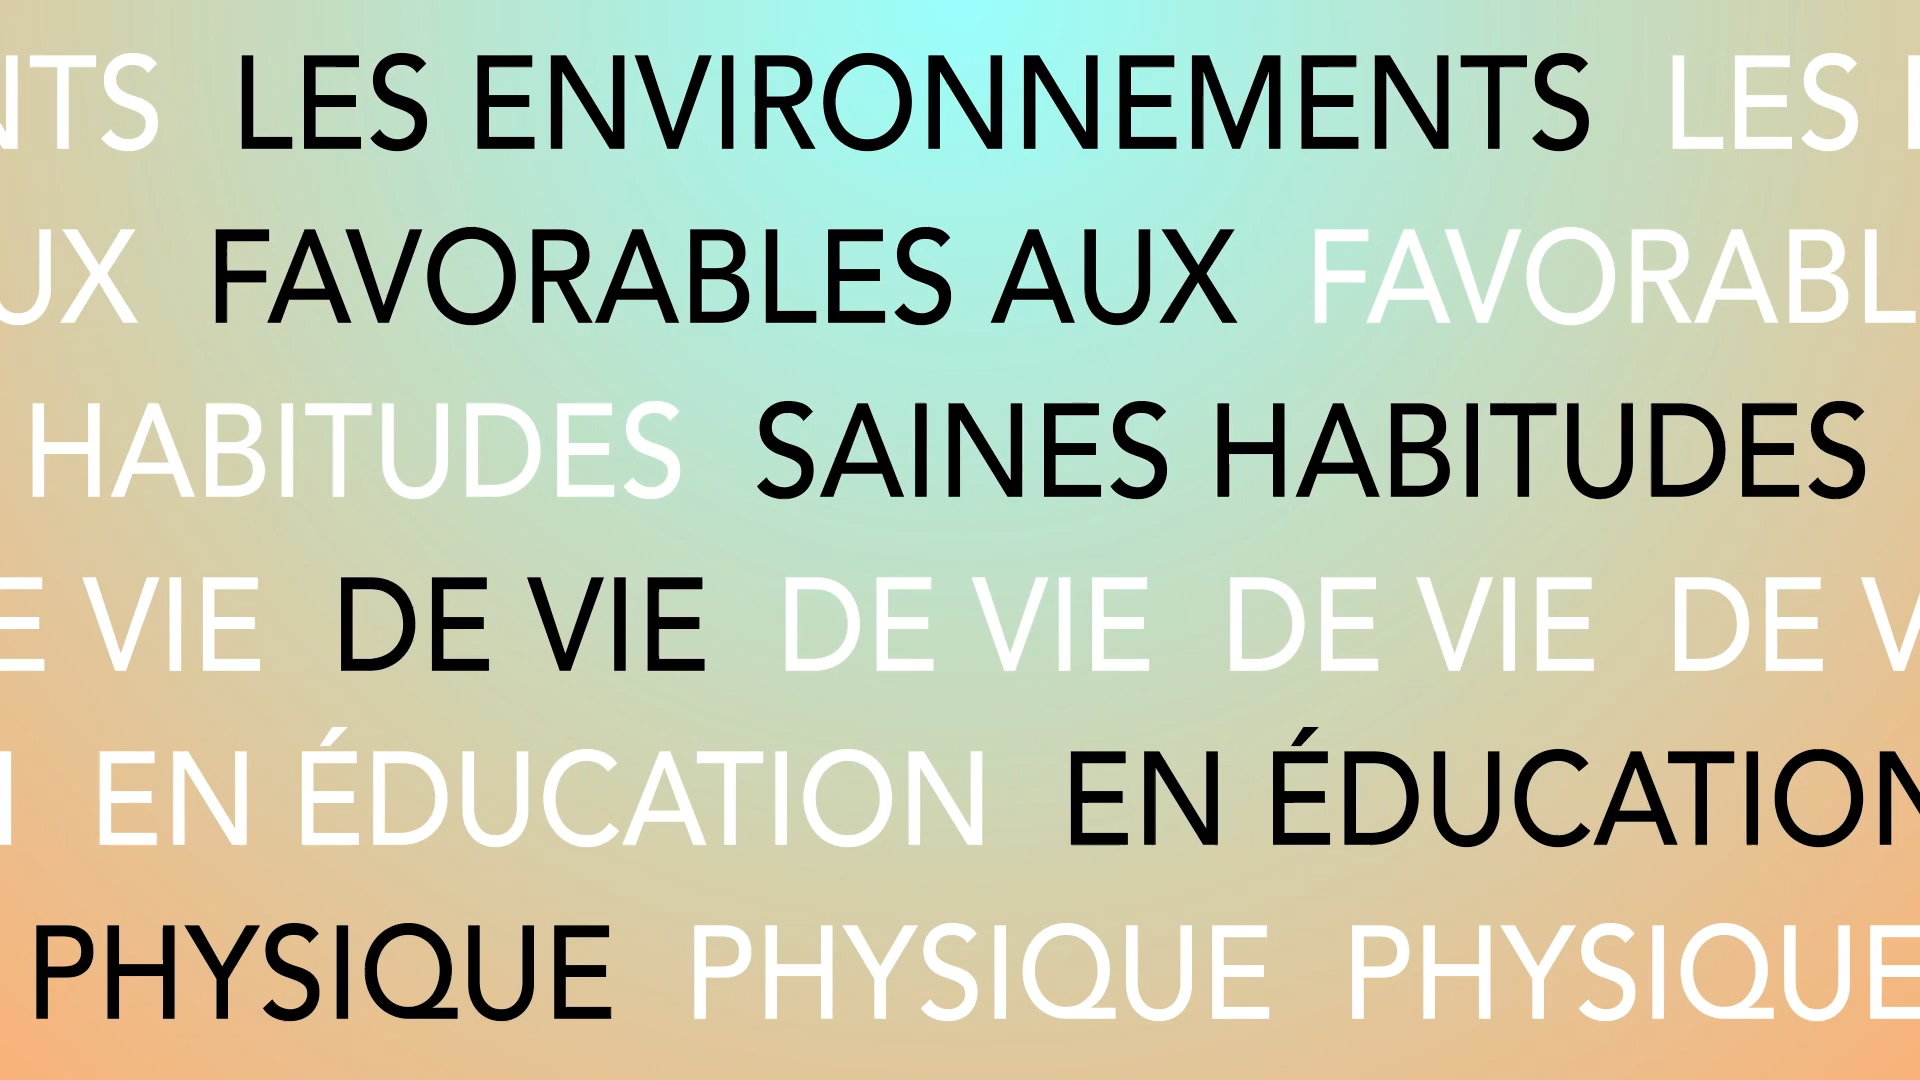 NTS LES ENVIRONNEMENTS LES
UX FAVORABLES AUX FAVORABL
HABITUDES SAINES HABITUDES
E VIE DE VIE DE VIE DE VIE DE V
EN ÉDUCATION EN ÉDUCATION
PHYSIQUE PHYSIQUE PHYSIQUE